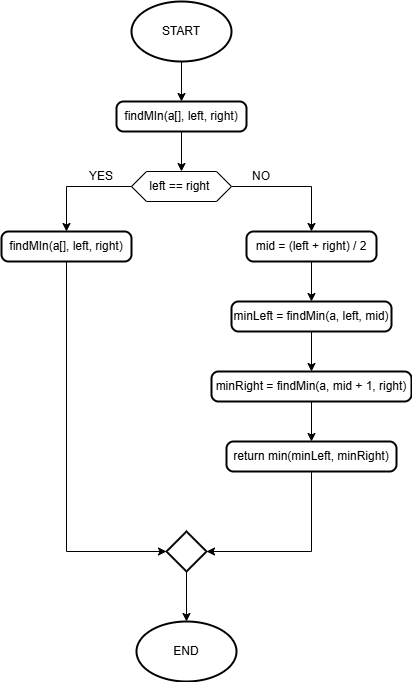 START
findMIn(a[], left, right)
YES
left == right
NO
findMIn(a[], left, right)
mid = (left + right) / 2
minLeft = findMin(a, left, mid)
minRight = findMin(a, mid + 1, right)
return min(minLeft, minRight)
END